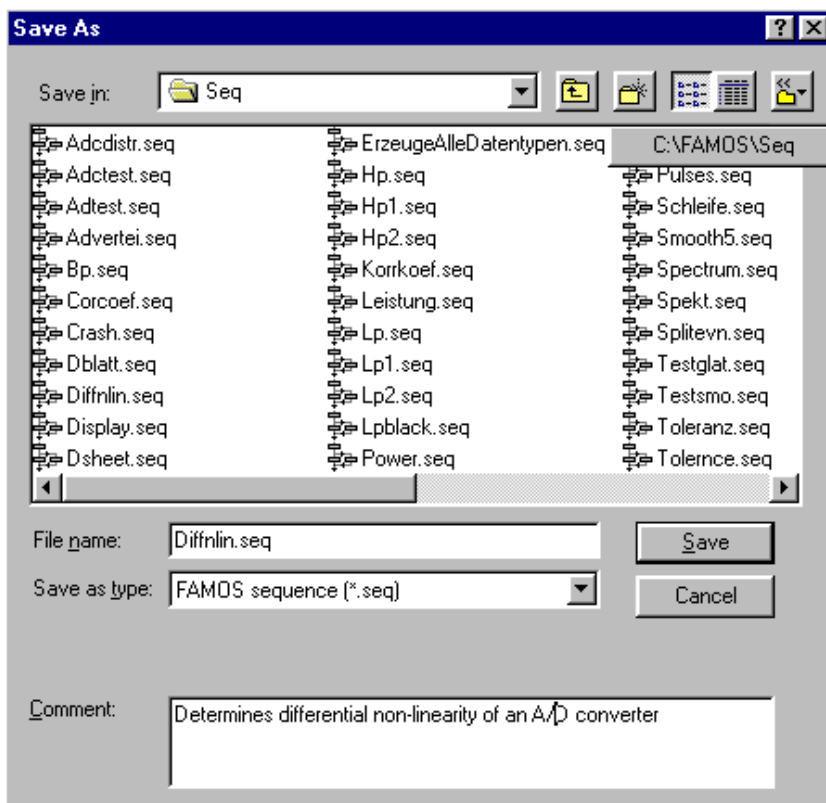 Save As
Save in: Seq
C:\FAMOS\Seq
Adcdistr.seq ErzeugeAlleDatentypen.seq
Adctest.seq Hp.seq Pulses.seq
Adtest.seq Hp1.seq Schleife.seq
Advertei.seq Hp2.seq Smooth5.seq
Bp.seq Korrkoef.seq Spectrum.seq
Corcoef.seq Leistung.seq Spekt.seq
Crash.seq Lp.seq Splitevn.seq
Dblatt.seq Lp1.seq Testglat.seq
Diffnlin.seq Lp2.seq Testsmo.seq
Display.seq Lpblack.seq Toleranz.seq
Dsheet.seq Power.seq Tolernce.seq
File name: Diffnlin.seq Save
Save as type: FAMOS sequence (*.seq) Cancel
Comment: Determines differential non-linearity of an A/D converter